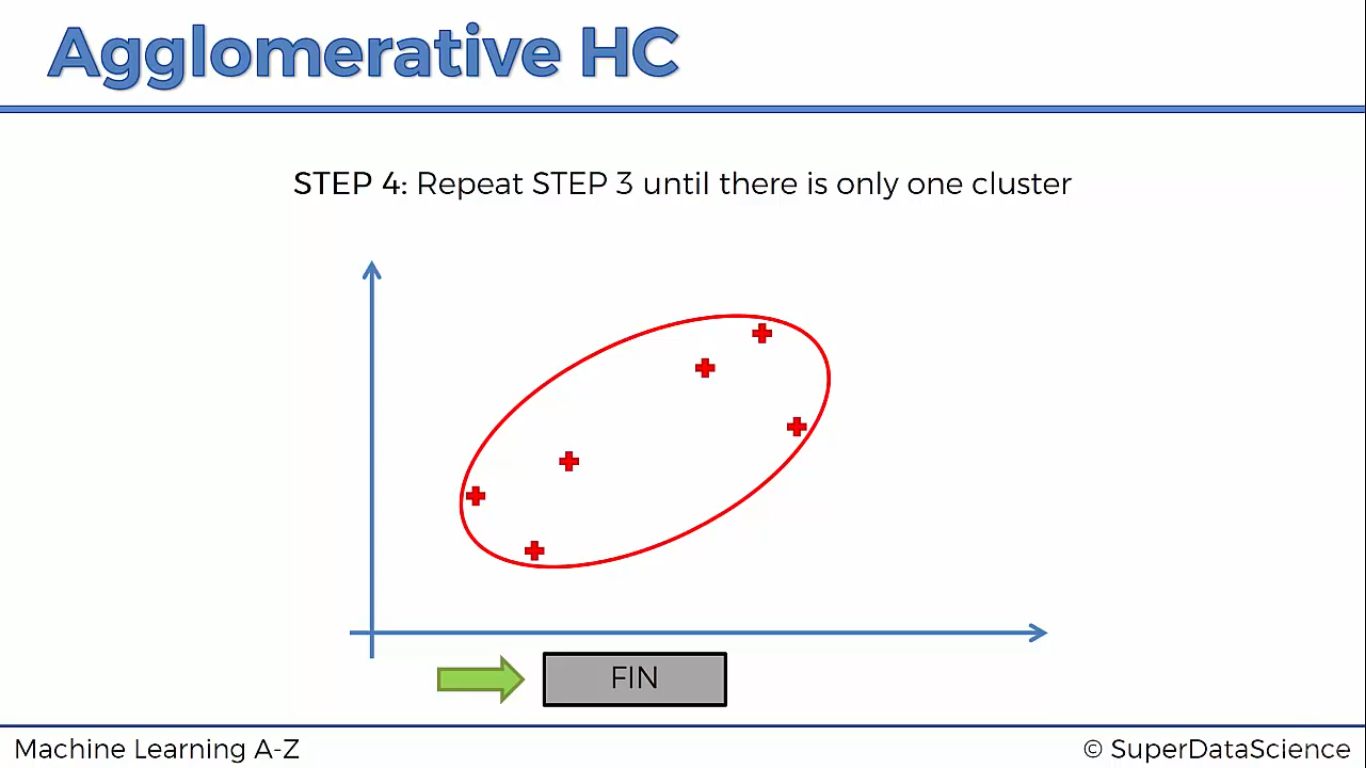 Agglomerative HC
STEP 4: Repeat STEP 3 until there is only one cluster
FIN
Machine Learning A-Z
© SuperDataScience